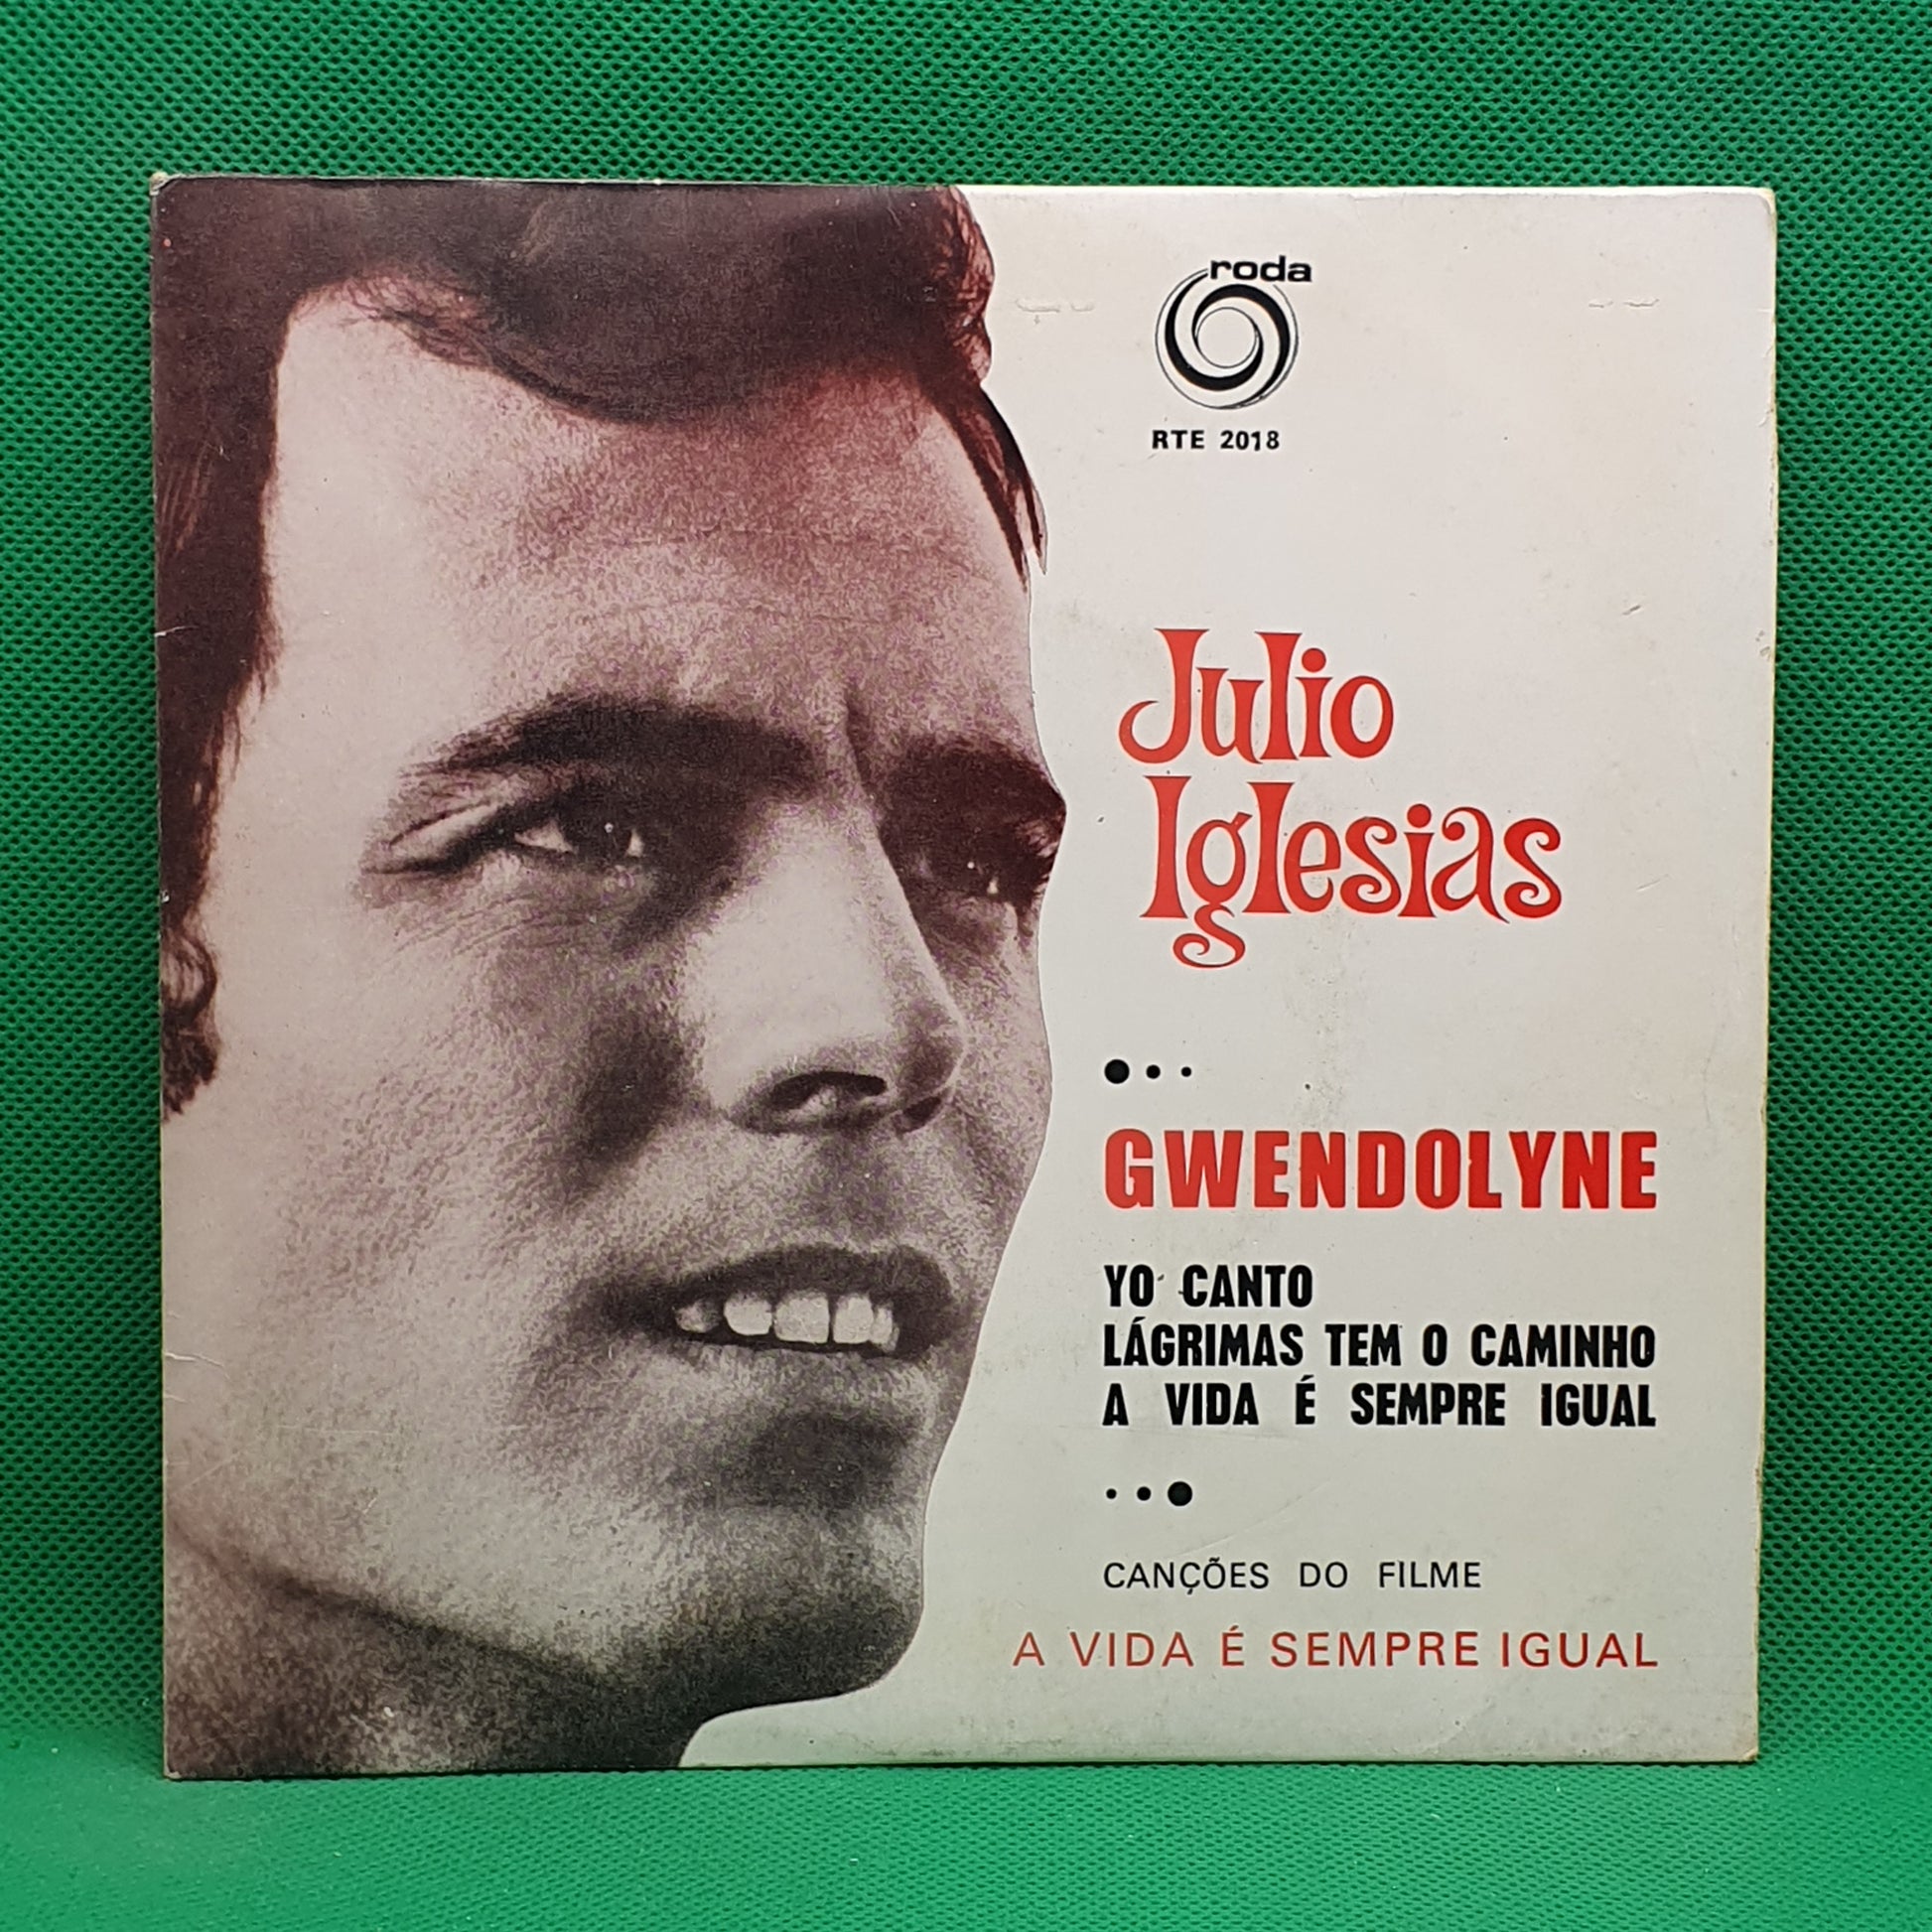 roda
RTE 2018
Julio
Iglesias
GWENDOLYNE
YO CANTO
LÁGRIMAS TEM O CAMINHO
A VIDA É SEMPRE IGUAL
CANÇÕES DO FILME
A VIDA É SEMPRE IGUAL